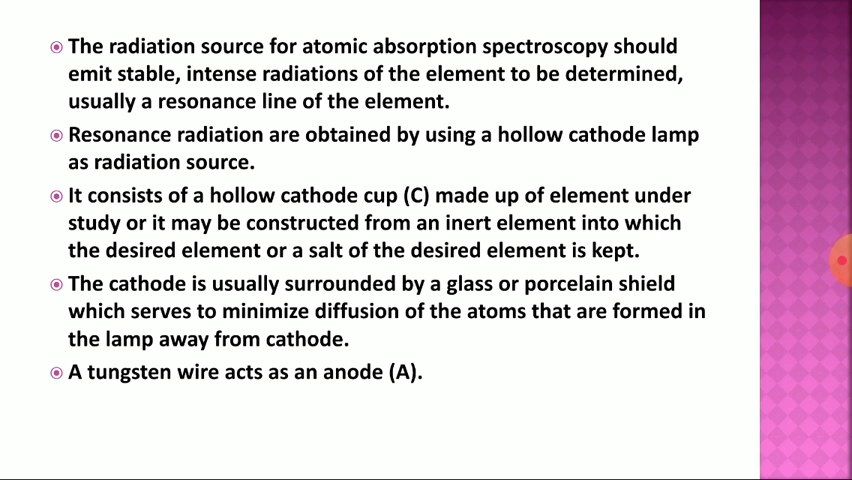 The radiation source for atomic absorption spectroscopy should
emit stable, intense radiations of the element to be determined,
usually a resonance line of the element.
Resonance radiation are obtained by using a hollow cathode lamp
as radiation source.
It consists of a hollow cathode cup (C) made up of element under
study or it may be constructed from an inert element into which
the desired element or a salt of the desired element is kept.
The cathode is usually surrounded by a glass or porcelain shield
which serves to minimize diffusion of the atoms that are formed in
the lamp away from cathode.
A tungsten wire acts as an anode (A).